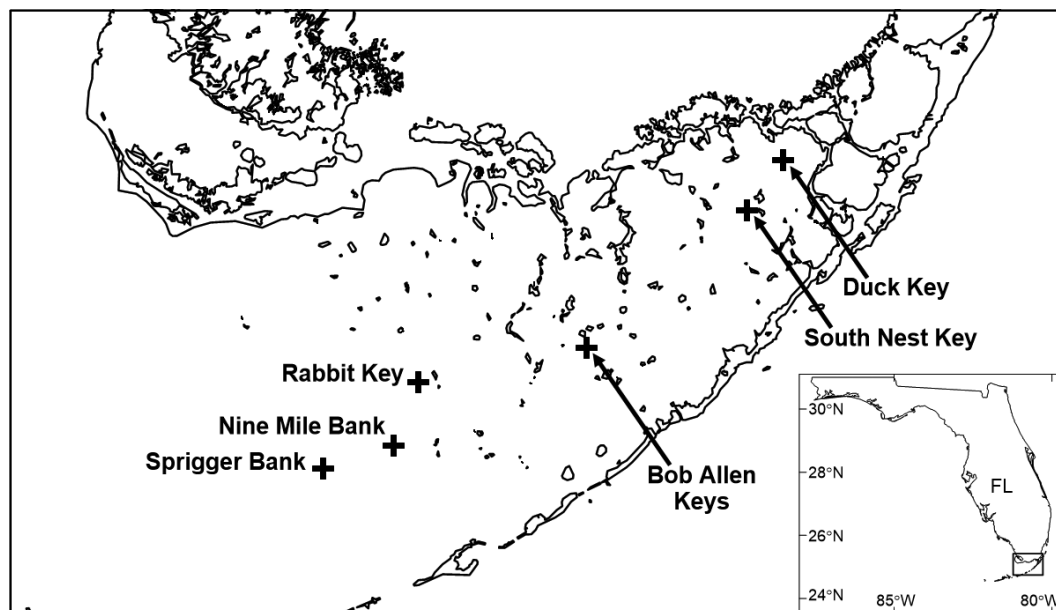 Duck Key
South Nest Key
Rabbit Key
Nine Mile Bank
Sprigger Bank
Bob Allen
Keys
30°N
28°N
FL
26°N
24°N
85°W
80°W